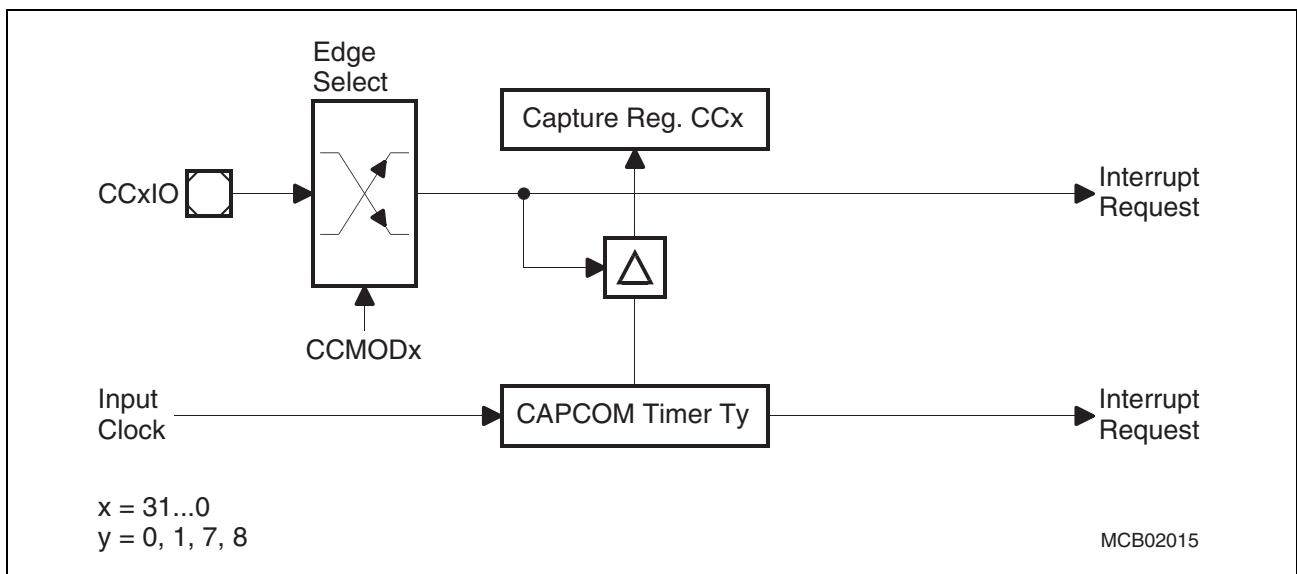 Edge
Select
Capture Reg. CCx
CCxIO
Interrupt
Request
CCMODx
Input
Clock
CAPCOM Timer Ty
Interrupt
Request
x = 31...0
y = 0, 1, 7, 8
MCB02015